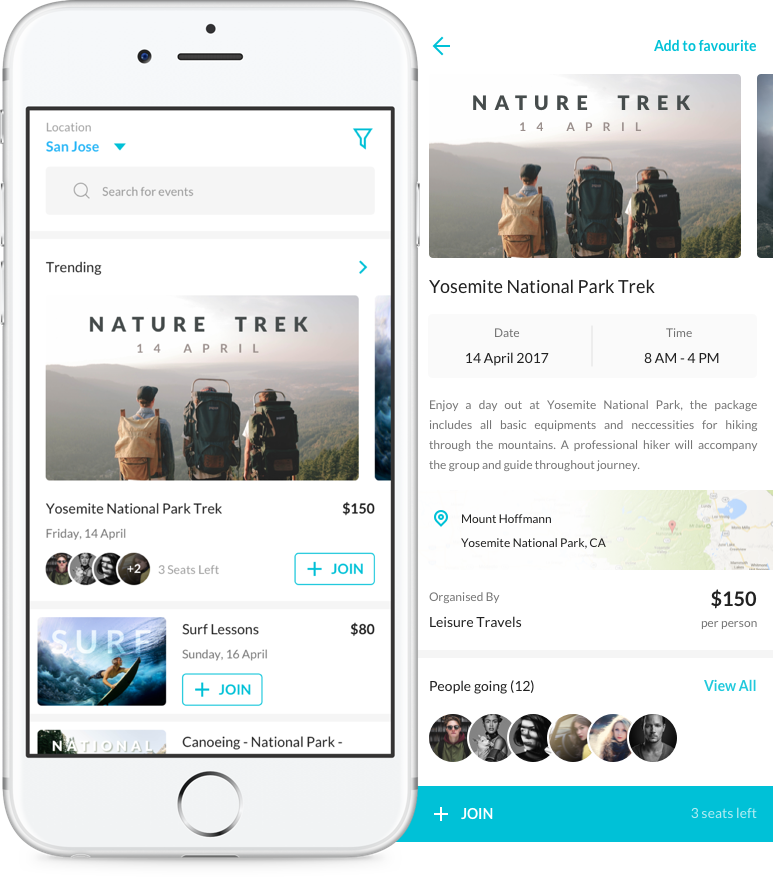 Location
San Jose
Search for events
Trending
NATURE TREK
14 APRIL
Yosemite National Park Trek
$150
Friday, 14 April
+2
3 Seats Left
+ JOIN
SURF
Surf Lessons
$80
Sunday, 16 April
+ JOIN
NATIONAL
Canoeing - National Park -
Add to favourite
NATURE TREK
14 APRIL
Yosemite National Park Trek
Date
Time
14 April 2017
8 AM - 4 PM
Enjoy a day out at Yosemite National Park, the package
includes all basic equipments and neccessities for hiking
through the mountains. A professional hiker will accompany
the group and guide throughout journey.
Mount Hoffmann
Yosemite National Park, CA
Organised By
$150
Leisure Travels
per person
People going (12)
View All
+ JOIN
3 seats left